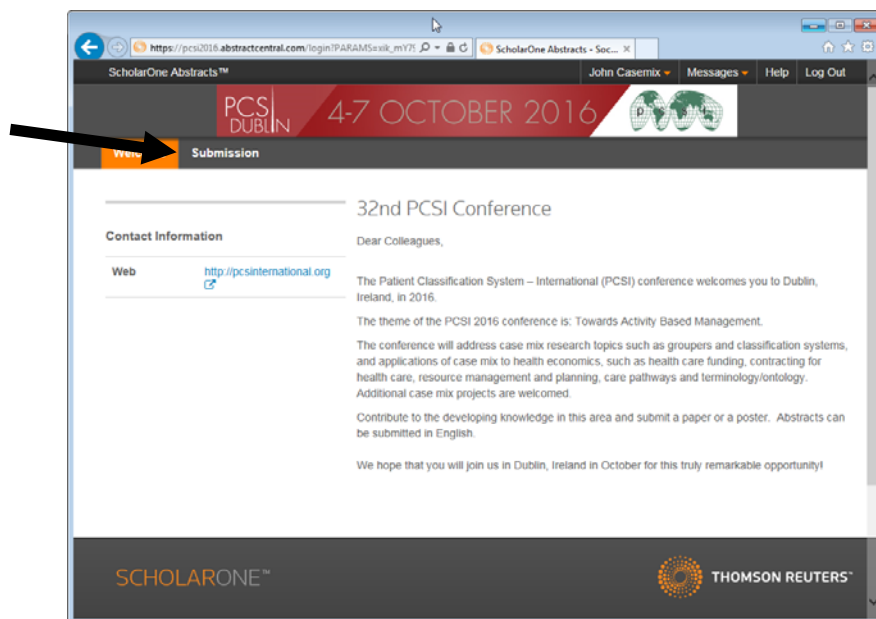 https://pcsi2016.abstractcentral.com/login?PARAMS=xik_mY7
ScholarOne Abstracts - Soc...
ScholarOne Abstracts™
John Casemix
Messages
Help
Log Out
PCSI
DUBLIN
4-7 OCTOBER 2016
Submission
32nd PCSI Conference
Contact Information
Dear Colleagues,
Web
http://pcsinternational.org
The Patient Classification System – International (PCSI) conference welcomes you to Dublin,
Ireland, in 2016.
The theme of the PCSI 2016 conference is: Towards Activity Based Management.
The conference will address case mix research topics such as groupers and classification systems,
and applications of case mix to health economics, such as health care funding, contracting for
health care, resource management and planning, care pathways and terminology/ontology.
Additional case mix projects are welcomed.
Contribute to the developing knowledge in this area and submit a paper or a poster. Abstracts can
be submitted in English.
We hope that you will join us in Dublin, Ireland in October for this truly remarkable opportunity!
SCHOLARONE™
THOMSON REUTERS™